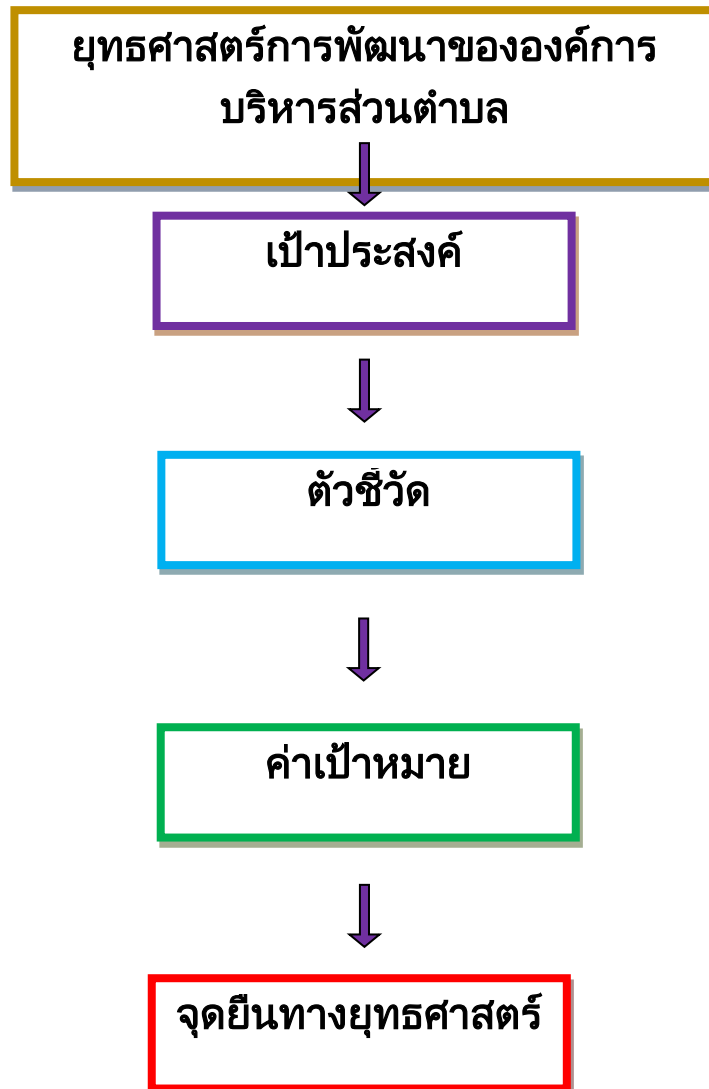 ยุทธศาสตร์การพัฒนาขององค์การ
บริหารส่วนตำบล
เป้าประสงค์
ตัวชี้วัด
ค่าเป้าหมาย
จุดยืนทางยุทธศาสตร์